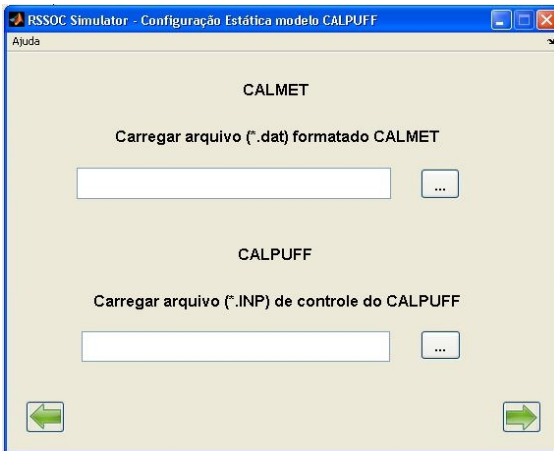 RSSOC Simulator - Configuração Estática modelo CALPUFF
Ajuda
CALMET
Carregar arquivo (*.dat) formatado CALMET
...
CALPUFF
Carregar arquivo (*.INP) de controle do CALPUFF
...